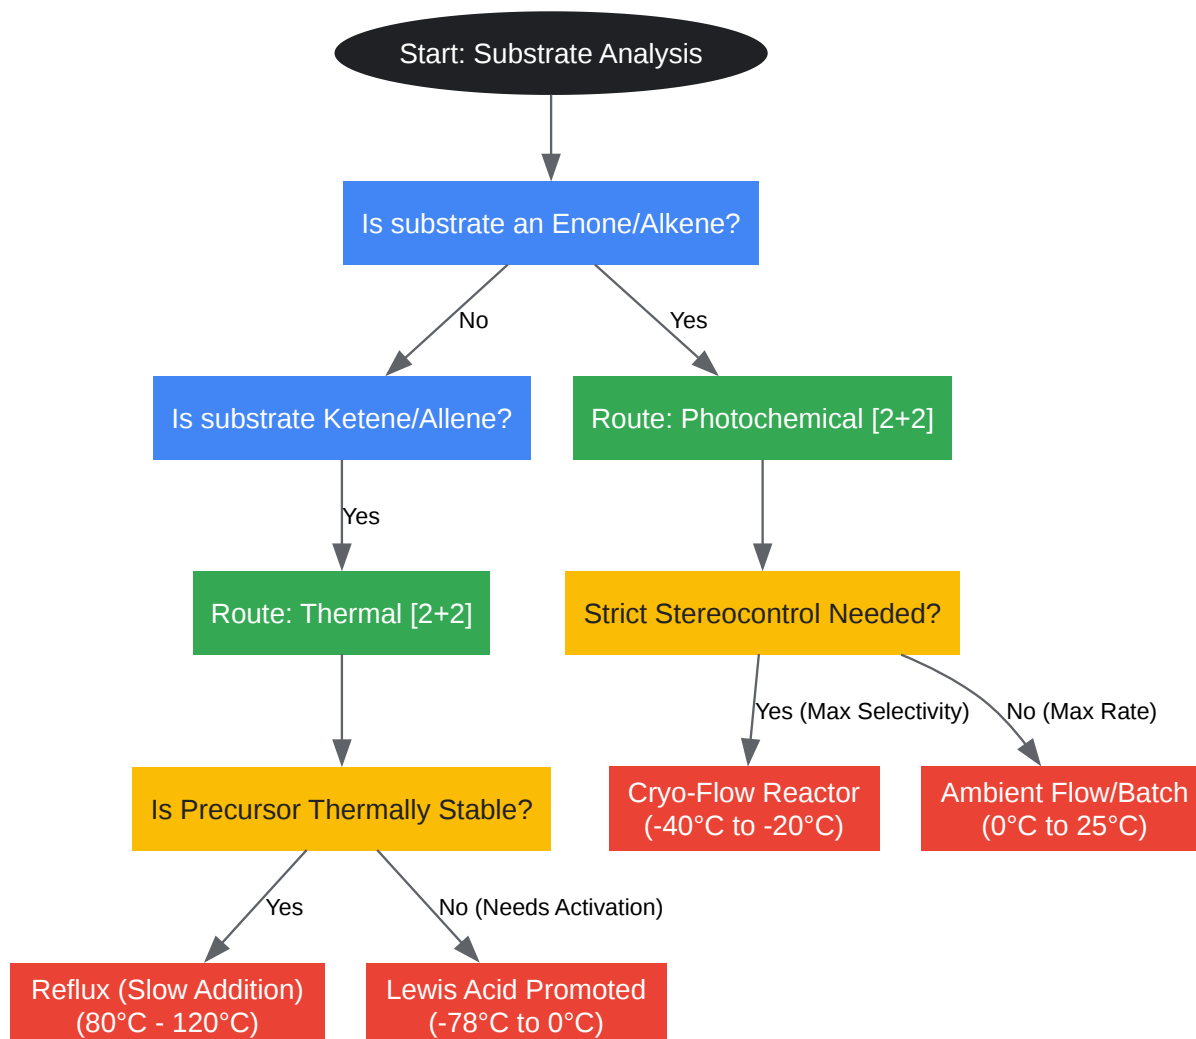 Start: Substrate Analysis
Is substrate an Enone/Alkene?
No
Yes
Is substrate Ketene/Allene?
Route: Photochemical [2+2]
Yes
Route: Thermal [2+2]
Strict Stereocontrol Needed?
Yes (Max Selectivity)
No (Max Rate)
Is Precursor Thermally Stable?
Cryo-Flow Reactor
(-40°C to -20°C)
Ambient Flow/Batch
(0°C to 25°C)
Yes
No (Needs Activation)
Reflux (Slow Addition)
(80°C - 120°C)
Lewis Acid Promoted
(-78°C to 0°C)